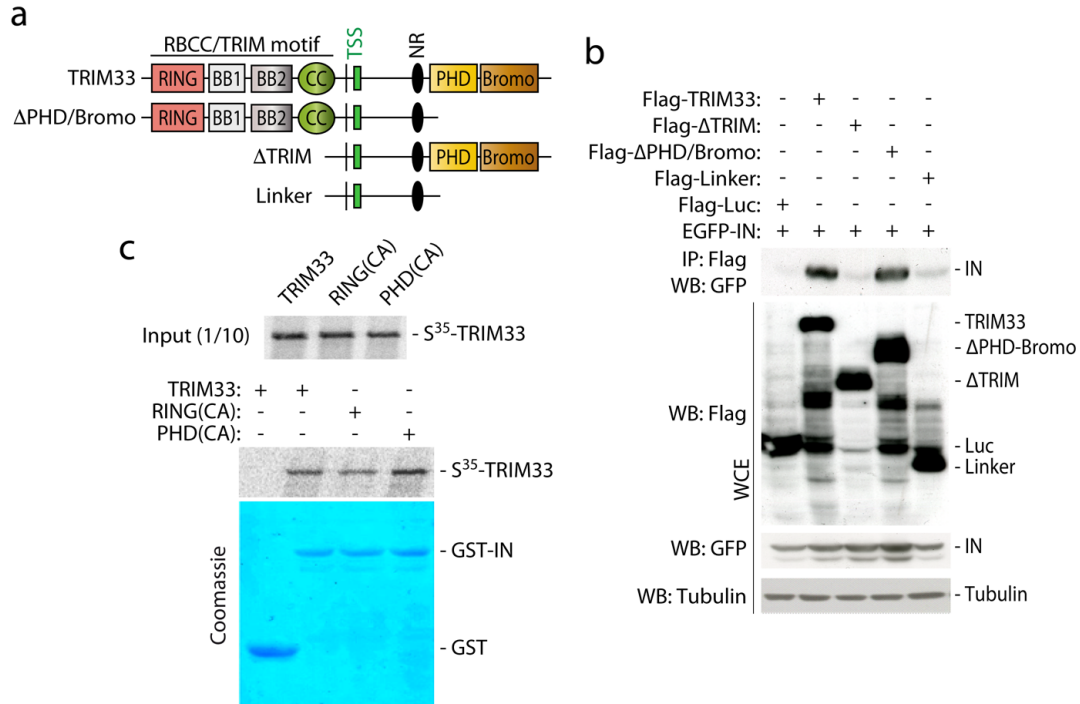 a
RBCC/TRIM motif
TSS
NR
TRIM33
RING
BB1
BB2
CC
PHD
Bromo
ΔPHD/Bromo
RING
BB1
BB2
CC
ΔTRIM
PHD
Bromo
Linker
b
Flag-TRIM33: - + - - -
Flag-ΔTRIM: - - + - -
Flag-ΔPHD/Bromo: - - - + -
Flag-Linker: - - - - +
Flag-Luc: + - - - -
EGFP-IN: + + + + +
IP: Flag
WB: GFP
- IN
WCE
WB: Flag
- TRIM33
- ΔPHD-Bromo
- ΔTRIM
- Luc
- Linker
WB: GFP
- IN
WB: Tubulin
- Tubulin
c
TRIM33
RING(CA)
PHD(CA)
Input (1/10)
- S³⁵-TRIM33
TRIM33: + + - -
RING(CA): - - + -
PHD(CA): - - - +
- S³⁵-TRIM33
Coomassie
- GST-IN
- GST